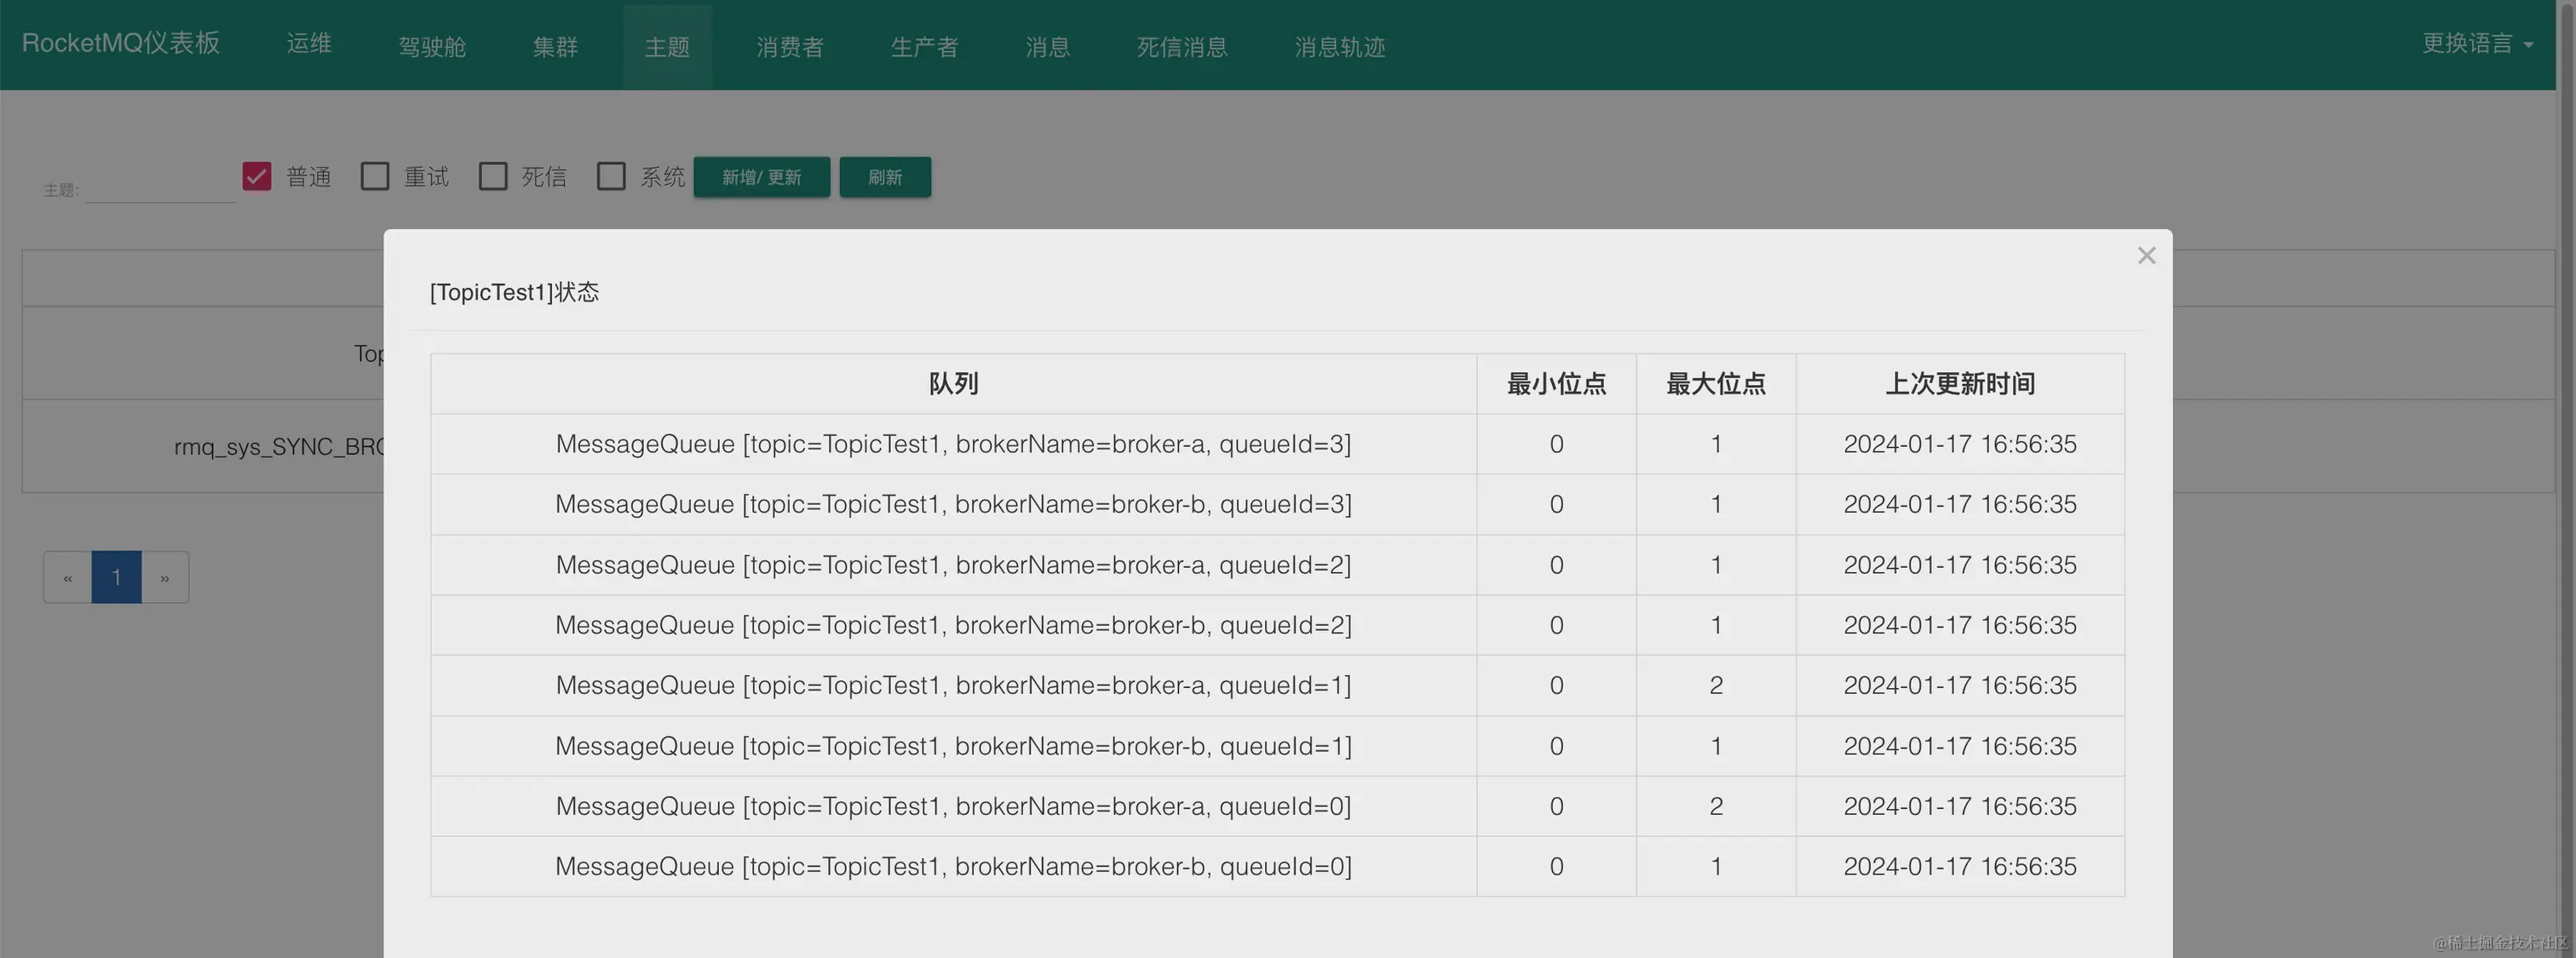 RocketMQ仪表板 运维 驾驶舱 集群 主题 消费者 生产者 消息 死信消息 消息轨迹 更换语言
主题: 普通 重试 死信 系统 新增/ 更新 刷新
×
[TopicTest1]状态
Top
rmq_sys_SYNC_BRO
队列 最小位点 最大位点 上次更新时间
MessageQueue [topic=TopicTest1, brokerName=broker-a, queueId=3] 0 1 2024-01-17 16:56:35
MessageQueue [topic=TopicTest1, brokerName=broker-b, queueId=3] 0 1 2024-01-17 16:56:35
MessageQueue [topic=TopicTest1, brokerName=broker-a, queueId=2] 0 1 2024-01-17 16:56:35
MessageQueue [topic=TopicTest1, brokerName=broker-b, queueId=2] 0 1 2024-01-17 16:56:35
MessageQueue [topic=TopicTest1, brokerName=broker-a, queueId=1] 0 2 2024-01-17 16:56:35
MessageQueue [topic=TopicTest1, brokerName=broker-b, queueId=1] 0 1 2024-01-17 16:56:35
MessageQueue [topic=TopicTest1, brokerName=broker-a, queueId=0] 0 2 2024-01-17 16:56:35
MessageQueue [topic=TopicTest1, brokerName=broker-b, queueId=0] 0 1 2024-01-17 16:56:35
« 1 »
@稀土掘金技术社区